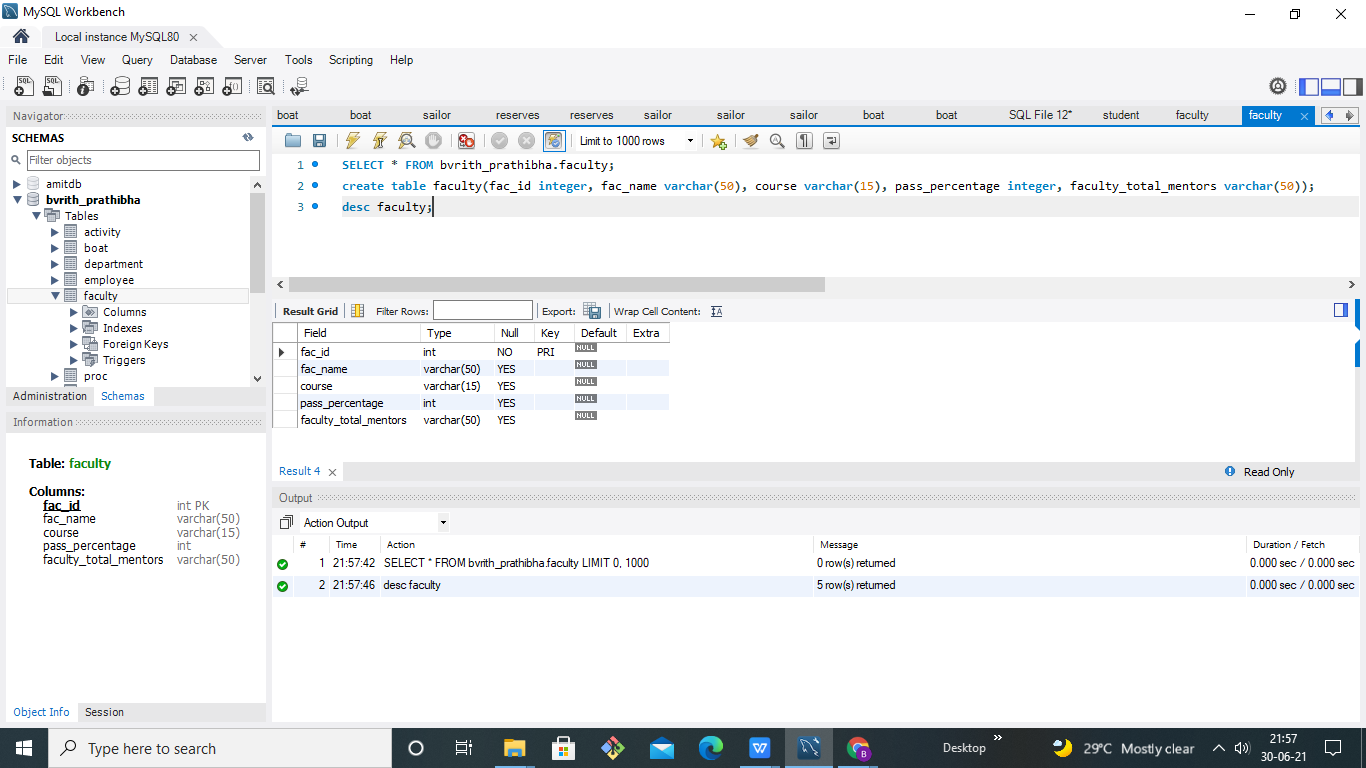 MySQL Workbench
Local instance MySQL80
File Edit View Query Database Server Tools Scripting Help
Navigator
SCHEMAS
Filter objects
amitdb
bvrith_prathibha
Tables
activity
boat
department
employee
faculty
Columns
Indexes
Foreign Keys
Triggers
proc
Administration Schemas
Information
Table: faculty
Columns:
fac_id int PK
fac_name varchar(50)
course varchar(15)
pass_percentage int
faculty_total_mentors varchar(50)
Object Info Session
boat boat sailor reserves reserves sailor sailor sailor boat boat SQL File 12* student faculty faculty
Limit to 1000 rows
1 SELECT * FROM bvrith_prathibha.faculty;
2 create table faculty(fac_id integer, fac_name varchar(50), course varchar(15), pass_percentage integer, faculty_total_mentors varchar(50));
3 desc faculty;
Result Grid Filter Rows: Export: Wrap Cell Content:
Field Type Null Key Default Extra
fac_id int NO PRI NULL
fac_name varchar(50) YES NULL
course varchar(15) YES NULL
pass_percentage int YES NULL
faculty_total_mentors varchar(50) YES NULL
Result 4 Read Only
Output
Action Output
# Time Action Message Duration / Fetch
1 21:57:42 SELECT * FROM bvrith_prathibha.faculty LIMIT 0, 1000 0 row(s) returned 0.000 sec / 0.000 sec
2 21:57:46 desc faculty 5 row(s) returned 0.000 sec / 0.000 sec
Type here to search
Desktop
29°C Mostly clear
21:57
30-06-21